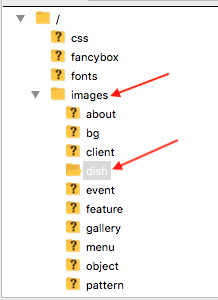 /
css
fancybox
fonts
images
about
bg
client
dish
event
feature
gallery
menu
object
pattern